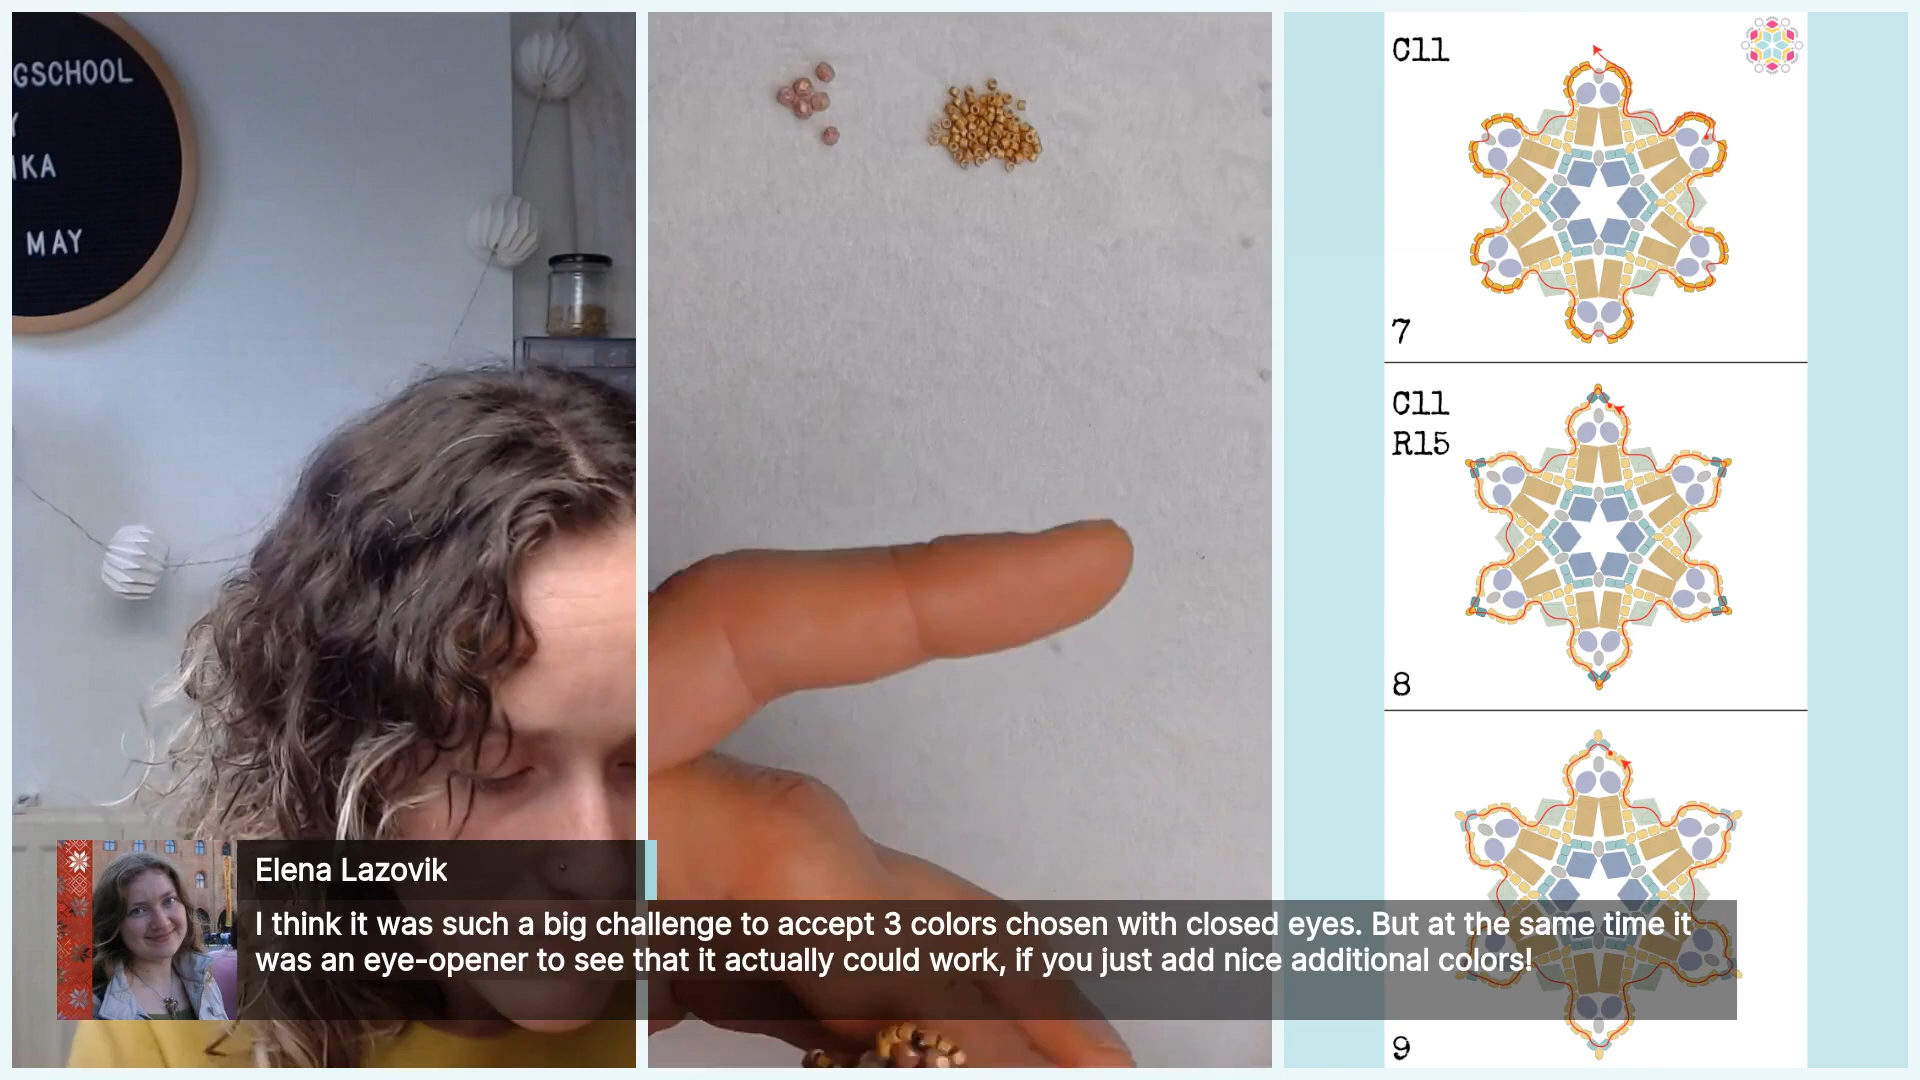 GSCHOOL
Y
IKA
MAY
C11
7
C11
R15
8
9
Elena Lazovik
I think it was such a big challenge to accept 3 colors chosen with closed eyes. But at the same time it
was an eye-opener to see that it actually could work, if you just add nice additional colors!